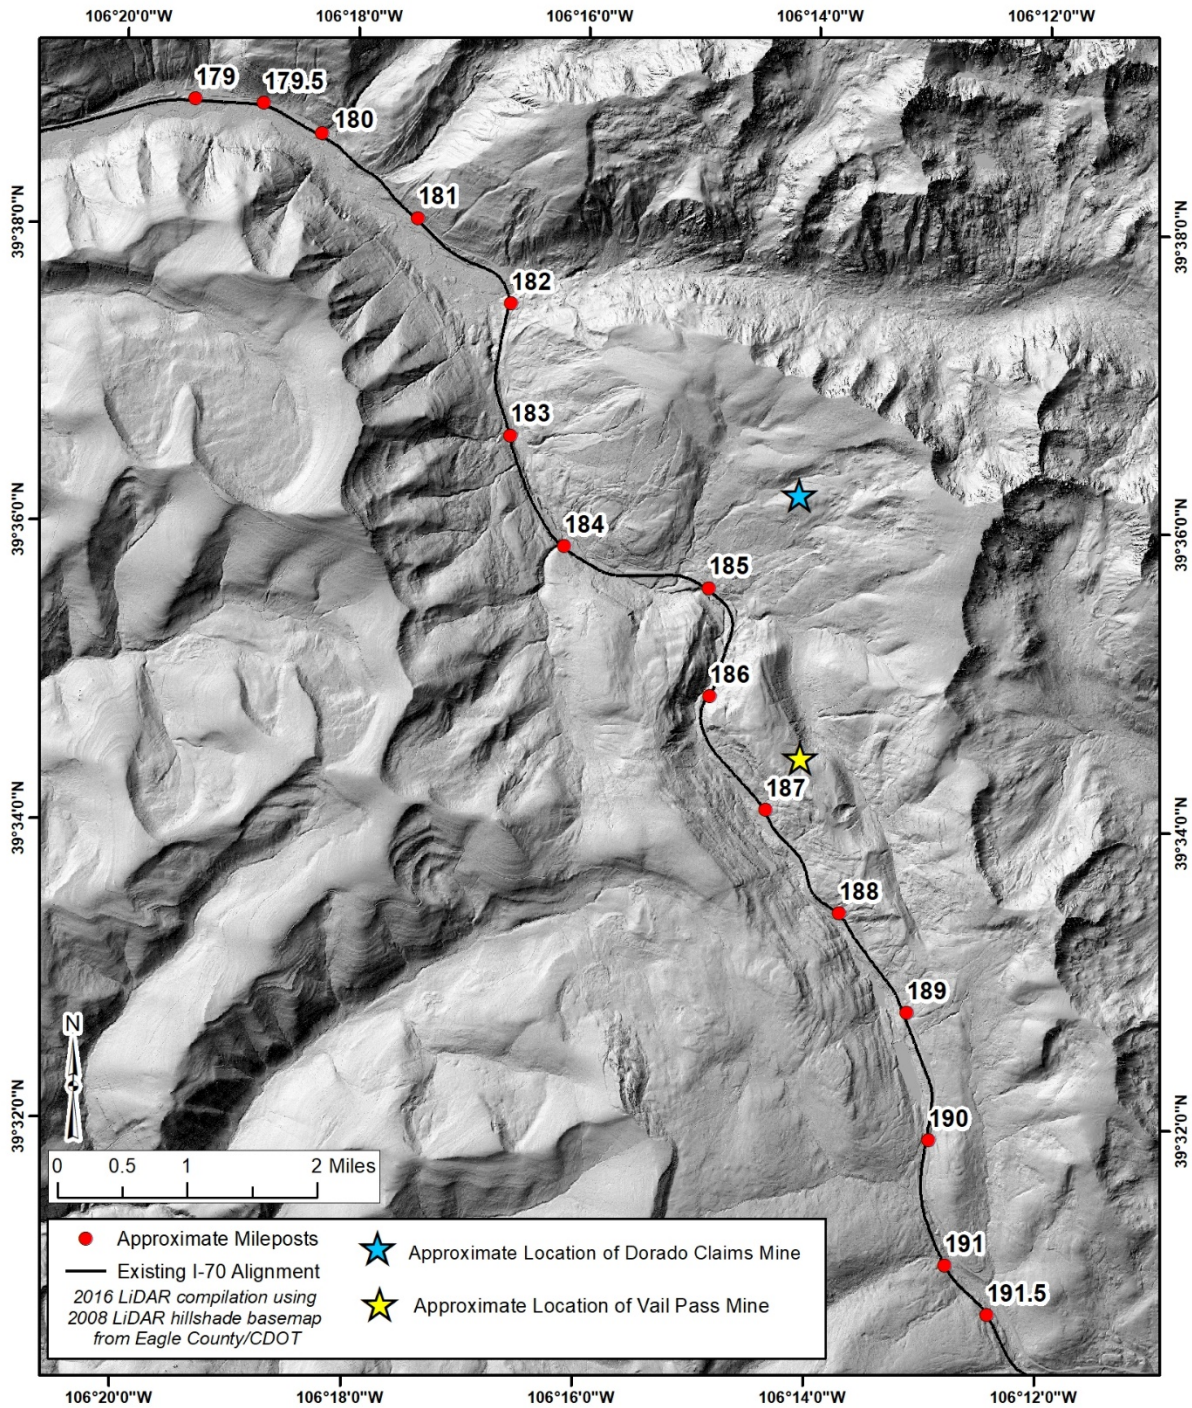 106°20'0"W 106°18'0"W 106°16'0"W 106°14'0"W 106°12'0"W
179
179.5
180
181
39°38'0"N
39°38'0"N
182
183
39°36'0"N
39°36'0"N
184
185
186
187
39°34'0"N
39°34'0"N
188
189
N
39°32'0"N
39°32'0"N
190
0 0.5 1 2 Miles
191
191.5
Approximate Mileposts
Existing I-70 Alignment
2016 LiDAR compilation using
2008 LiDAR hillshade basemap
from Eagle County/CDOT
Approximate Location of Dorado Claims Mine
Approximate Location of Vail Pass Mine
106°20'0"W 106°18'0"W 106°16'0"W 106°14'0"W 106°12'0"W